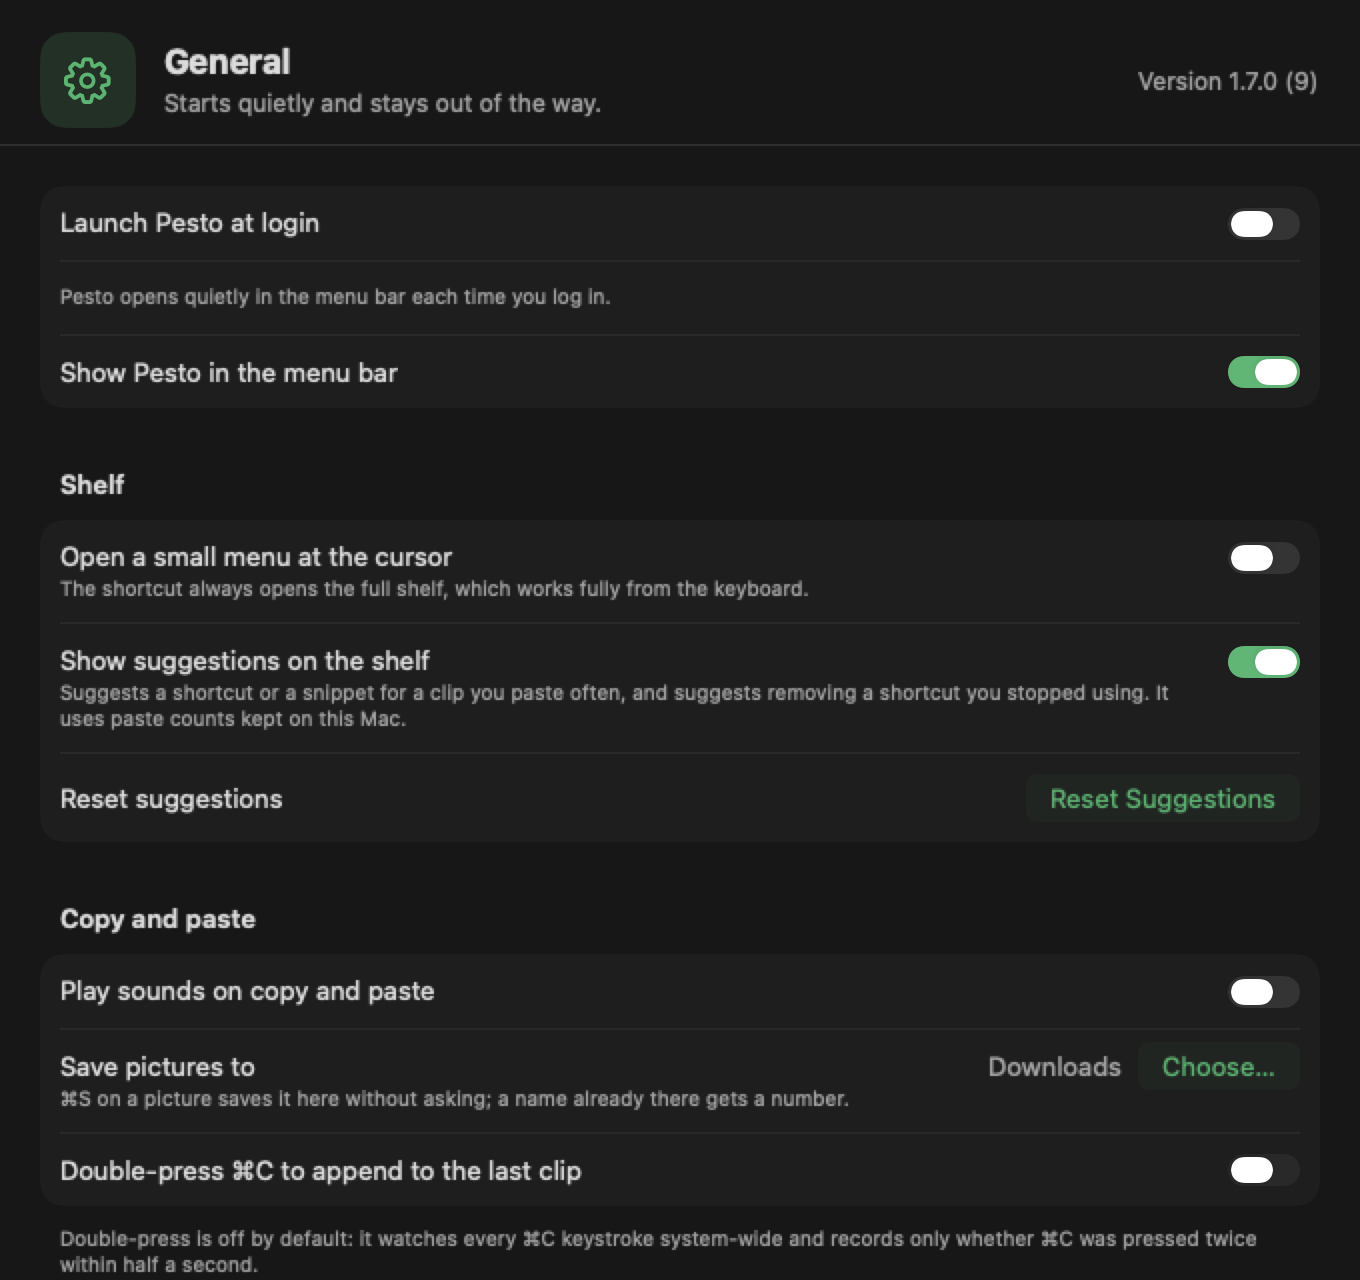 General
Starts quietly and stays out of the way.
Version 1.7.0 (9)
Launch Pesto at login
Pesto opens quietly in the menu bar each time you log in.
Show Pesto in the menu bar
Shelf
Open a small menu at the cursor
The shortcut always opens the full shelf, which works fully from the keyboard.
Show suggestions on the shelf
Suggests a shortcut or a snippet for a clip you paste often, and suggests removing a shortcut you stopped using. It
uses paste counts kept on this Mac.
Reset suggestions
Reset Suggestions
Copy and paste
Play sounds on copy and paste
Save pictures to
Downloads
Choose...
⌘S on a picture saves it here without asking; a name already there gets a number.
Double-press ⌘C to append to the last clip
Double-press is off by default: it watches every ⌘C keystroke system-wide and records only whether ⌘C was pressed twice
within half a second.